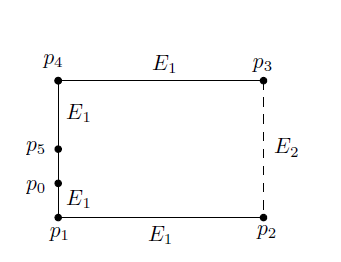 p₄ E₁ p₃
E₁
p₅ E₂
p₀
E₁
p₁ E₁ p₂